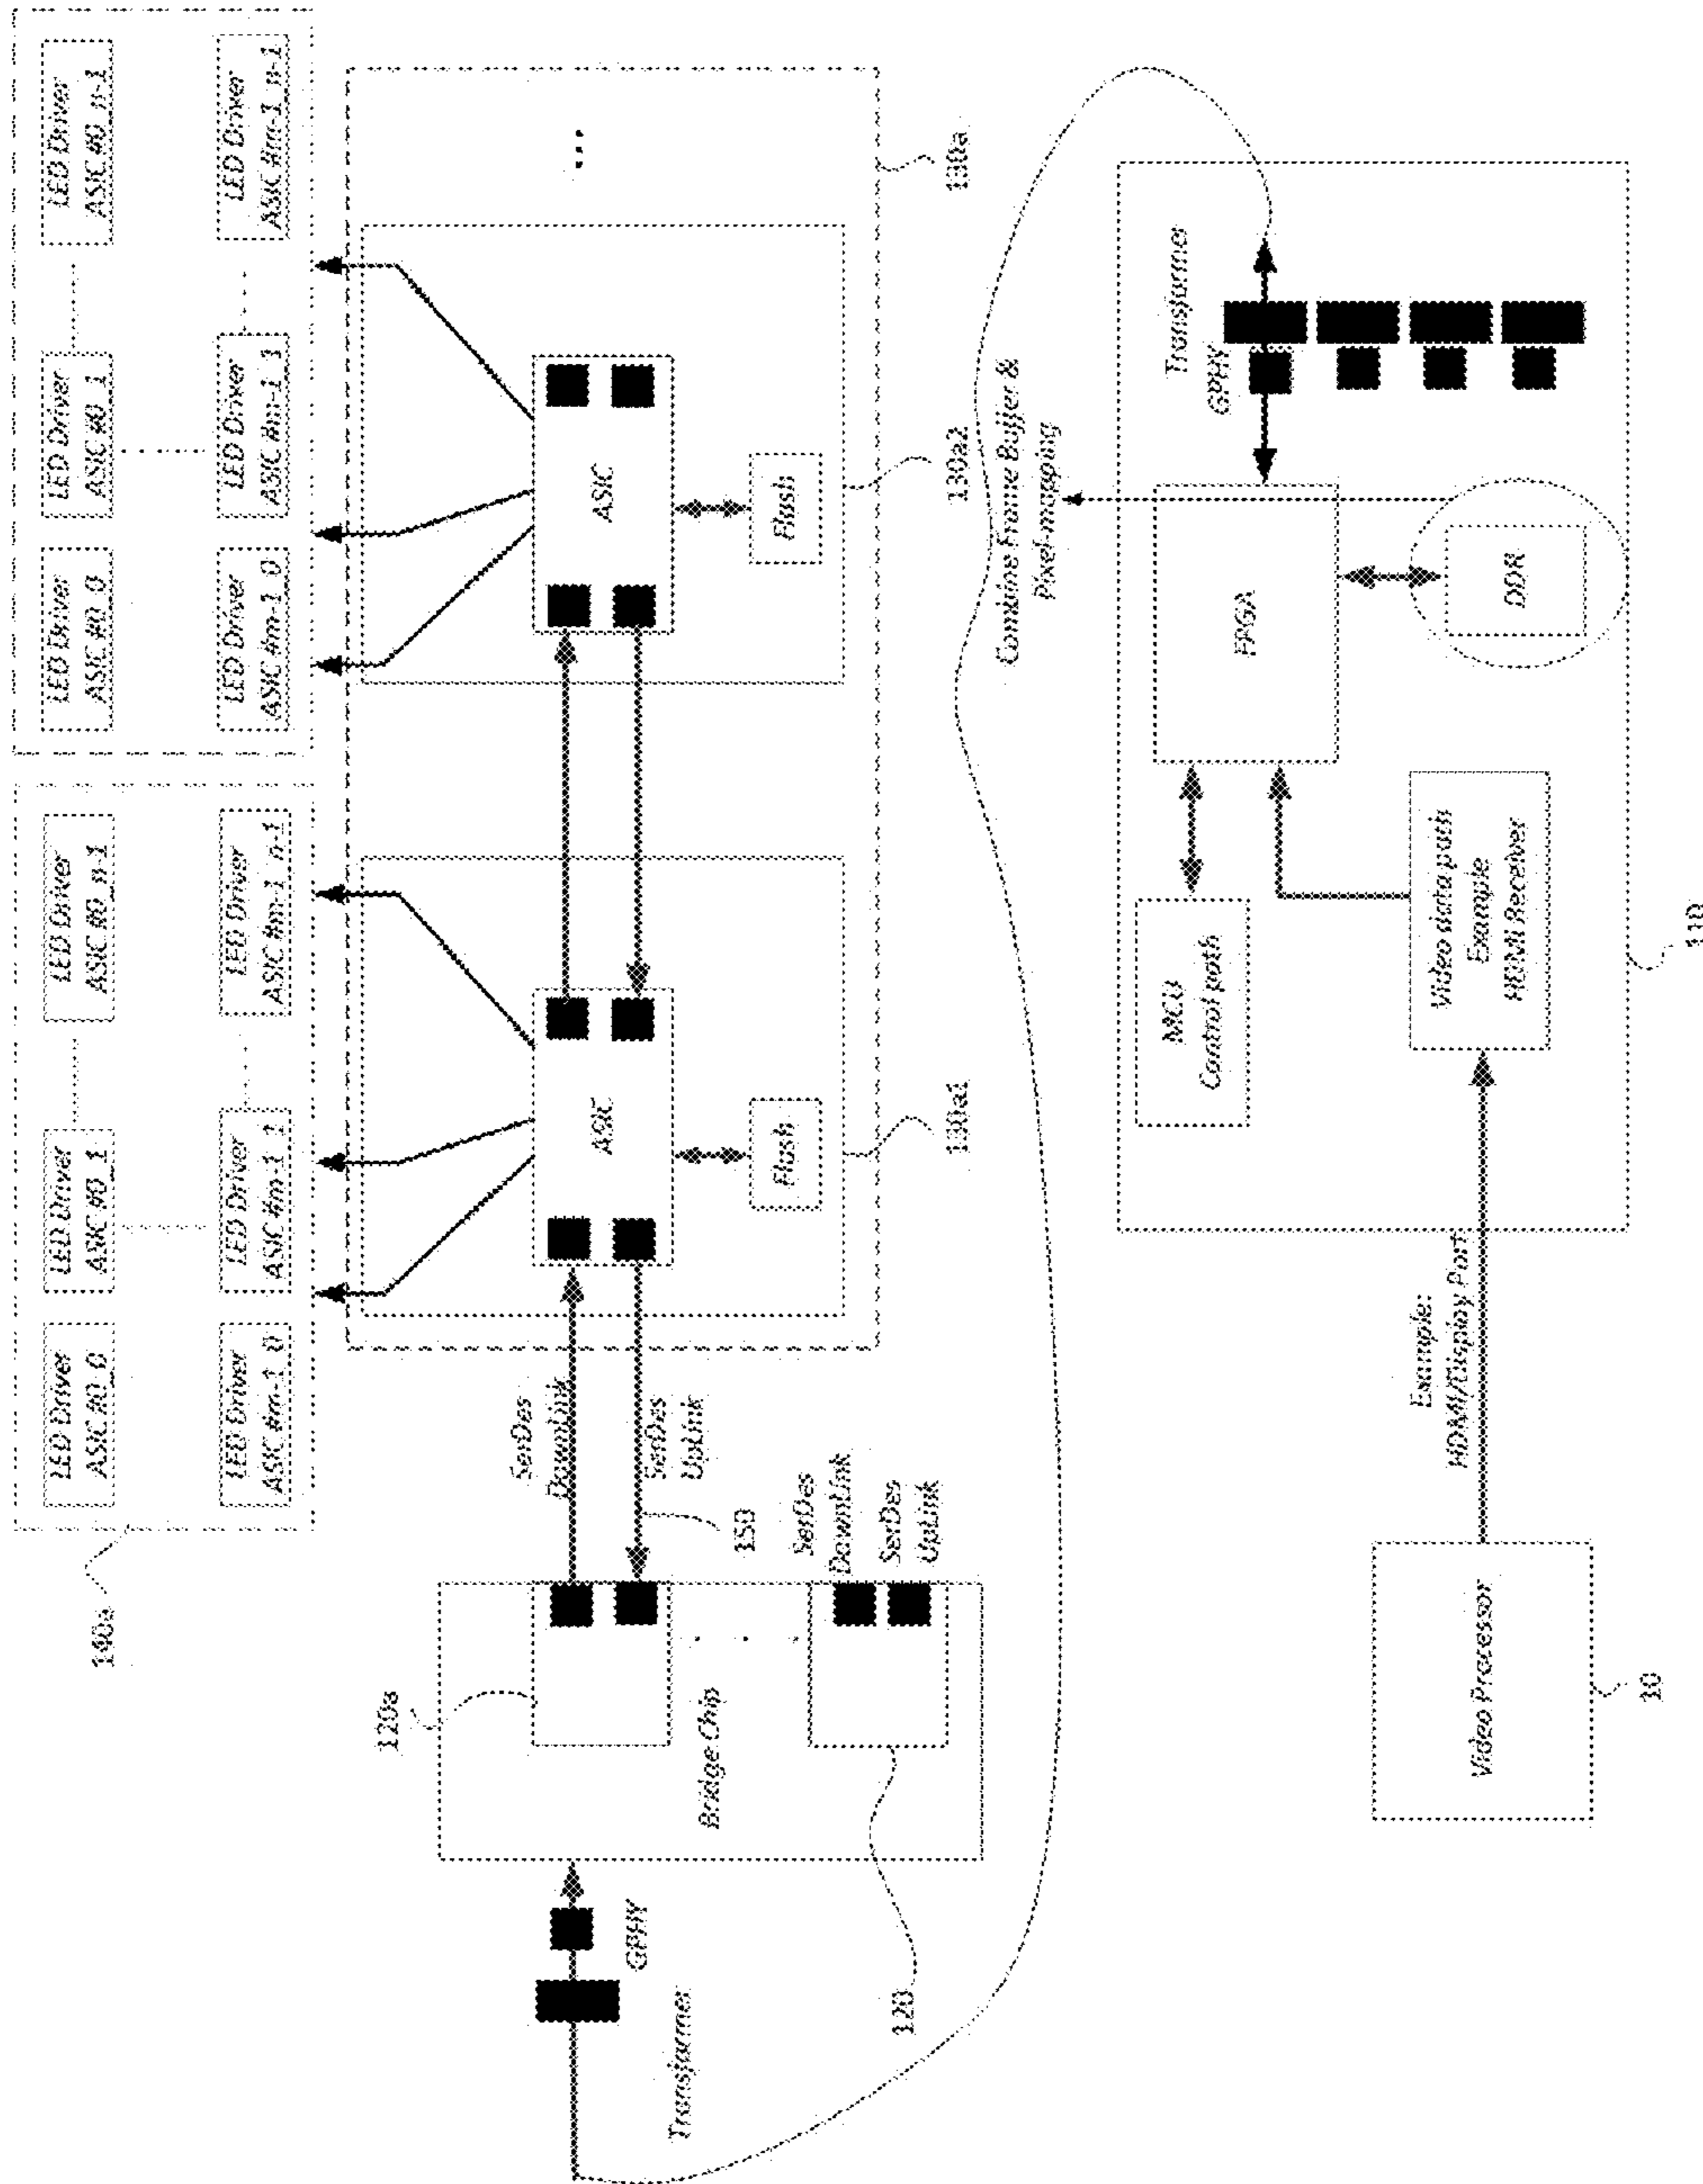 140a
LED Driver
ASIC #0_0
LED Driver
ASIC #0_1
LED Driver
ASIC #0_n-1
LED Driver
ASIC #m-1_0
LED Driver
ASIC #m-1_1
LED Driver
ASIC #m-1_n-1
LED Driver
ASIC #0_0
LED Driver
ASIC #0_1
LED Driver
ASIC #0_n-1
LED Driver
ASIC #m-1_0
LED Driver
ASIC #m-1_1
LED Driver
ASIC #m-1_n-1
Transformer
GPHY
120a
Bridge Chip
120
SerDes
DownLink
SerDes
UpLink
150
SerDes
DownLink
SerDes
UpLink
ASIC
Flash
130a1
ASIC
Flash
130a2
...
130a
Combine Frame Buffer &
Pixel-mapping
Video Processor
10
Example:
HDMI/Display Port
MCU
Control path
Video data path
Example
HDMI Receiver
FPGA
DDR
Transformer
GPHY
110